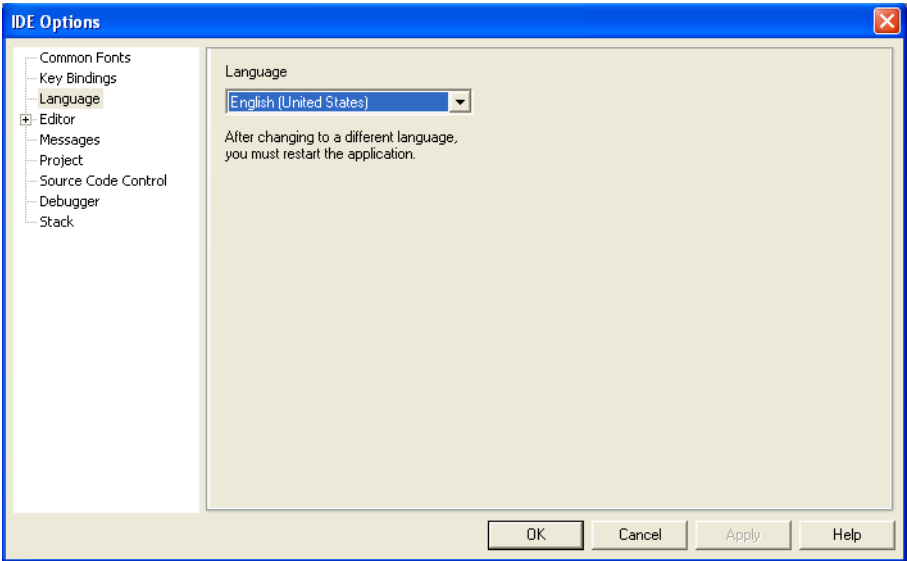 IDE Options
Common Fonts
Key Bindings
Language
Editor
Messages
Project
Source Code Control
Debugger
Stack
Language
English (United States)
After changing to a different language,
you must restart the application.
OK
Cancel
Apply
Help